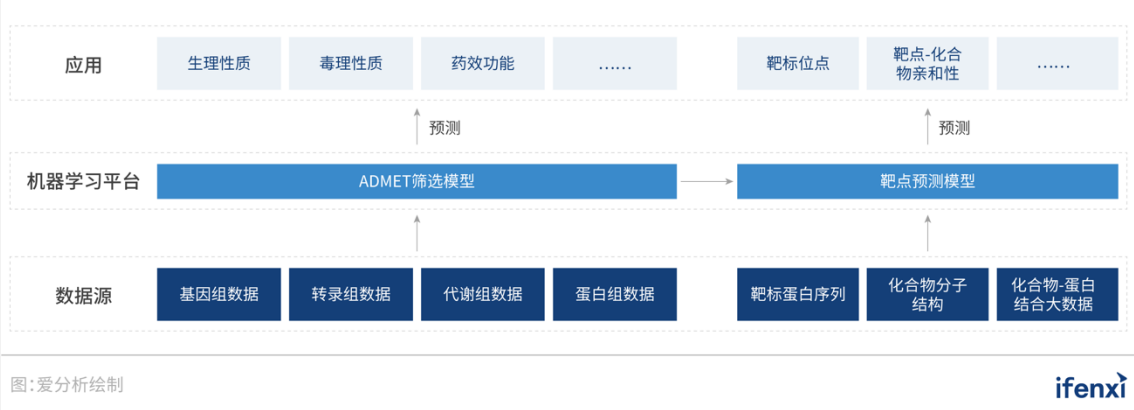 应用
生理性质
毒理性质
药效功能
……
靶标位点
靶点-化合
物亲和性
……
预测
预测
机器学习平台
ADMET筛选模型
靶点预测模型
数据源
基因组数据
转录组数据
代谢组数据
蛋白组数据
靶标蛋白序列
化合物分子
结构
化合物-蛋白
结合大数据
图：爱分析绘制
ifenxi